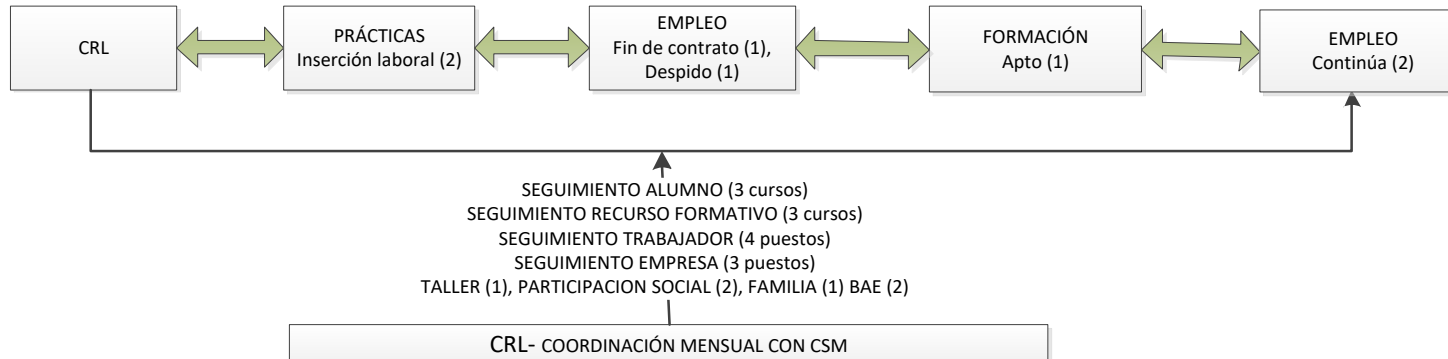 CRL
PRÁCTICAS
Inserción laboral (2)
EMPLEO
Fin de contrato (1),
Despido (1)
FORMACIÓN
Apto (1)
EMPLEO
Continúa (2)
SEGUIMIENTO ALUMNO (3 cursos)
SEGUIMIENTO RECURSO FORMATIVO (3 cursos)
SEGUIMIENTO TRABAJADOR (4 puestos)
SEGUIMIENTO EMPRESA (3 puestos)
TALLER (1), PARTICIPACION SOCIAL (2), FAMILIA (1) BAE (2)
CRL- COORDINACIÓN MENSUAL CON CSM